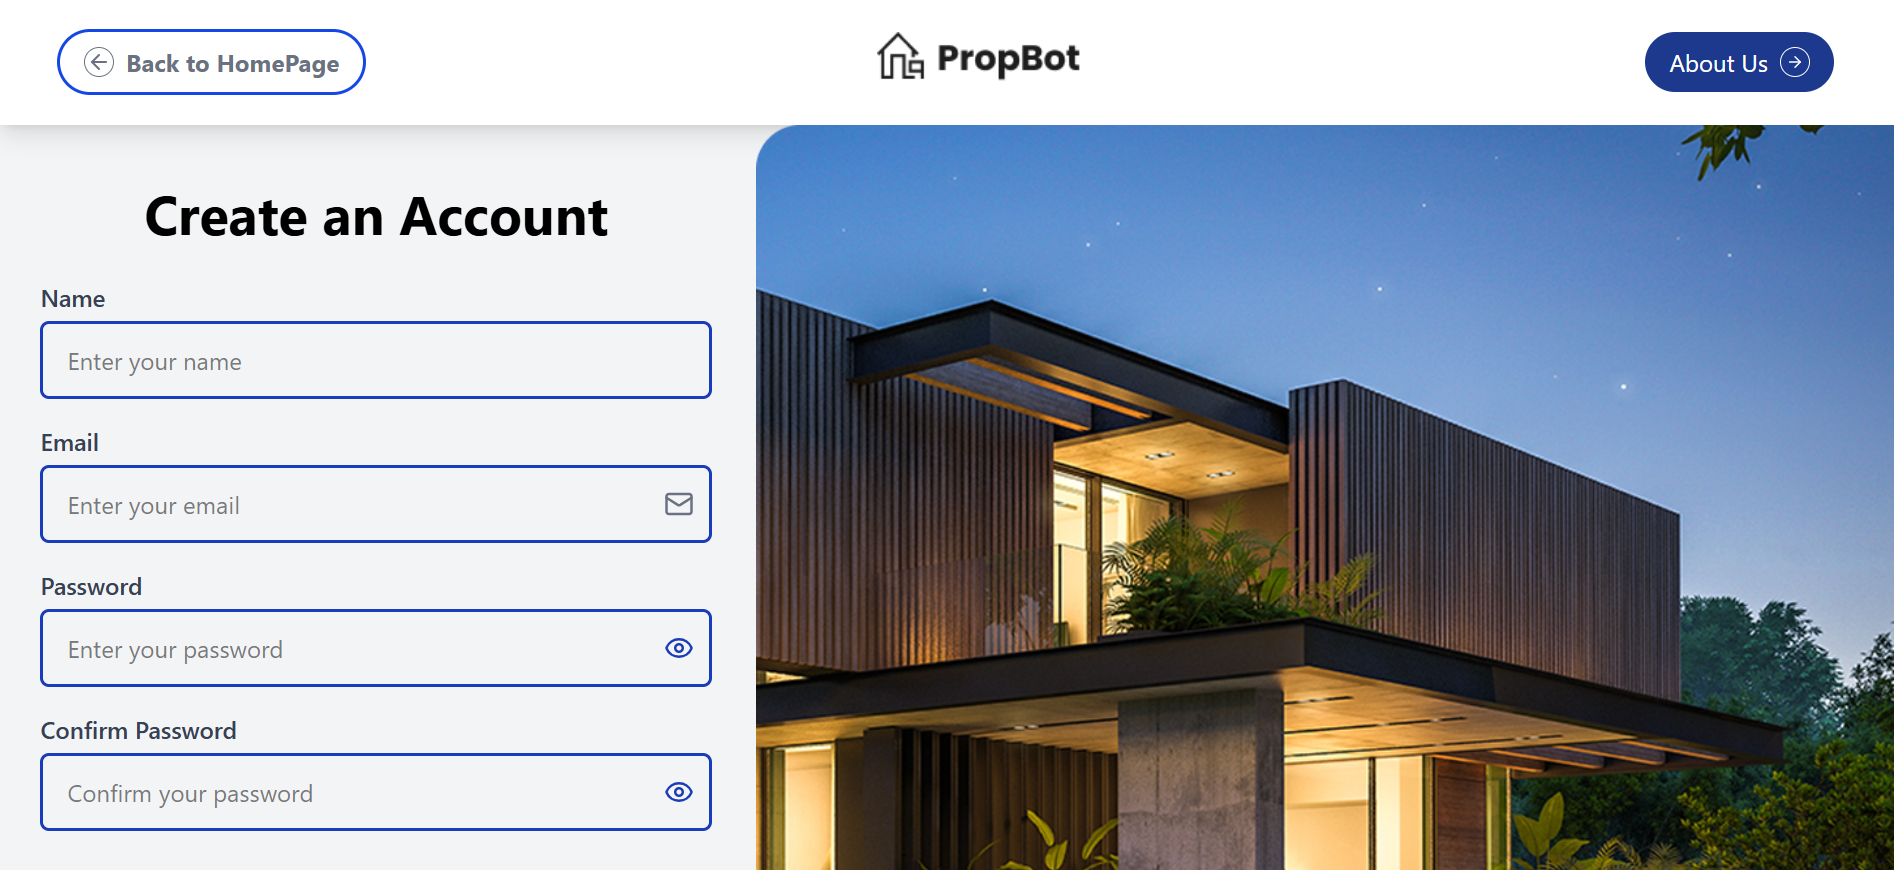 Back to HomePage
PropBot
About Us
Create an Account
Name
Enter your name
Email
Enter your email
Password
Enter your password
Confirm Password
Confirm your password